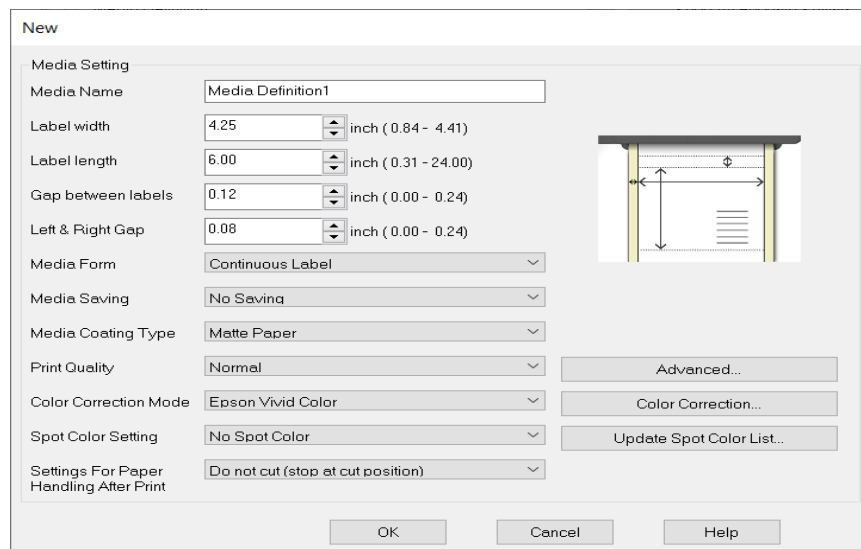 New
Media Setting
Media Name Media Definition1
Label width 4.25 inch ( 0.84 - 4.41)
Label length 6.00 inch ( 0.31 - 24.00)
Gap between labels 0.12 inch ( 0.00 - 0.24)
Left & Right Gap 0.08 inch ( 0.00 - 0.24)
Media Form Continuous Label
Media Saving No Saving
Media Coating Type Matte Paper
Print Quality Normal Advanced...
Color Correction Mode Epson Vivid Color Color Correction...
Spot Color Setting No Spot Color Update Spot Color List...
Settings For Paper Do not cut (stop at cut position)
Handling After Print
OK Cancel Help